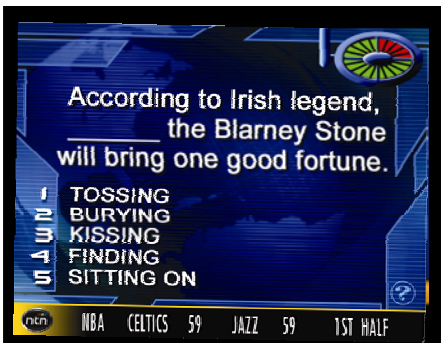 According to Irish legend,
________ the Blarney Stone
will bring one good fortune.
1 TOSSING
2 BURYING
3 KISSING
4 FINDING
5 SITTING ON
?
ntn NBA CELTICS 59 JAZZ 59 1ST HALF